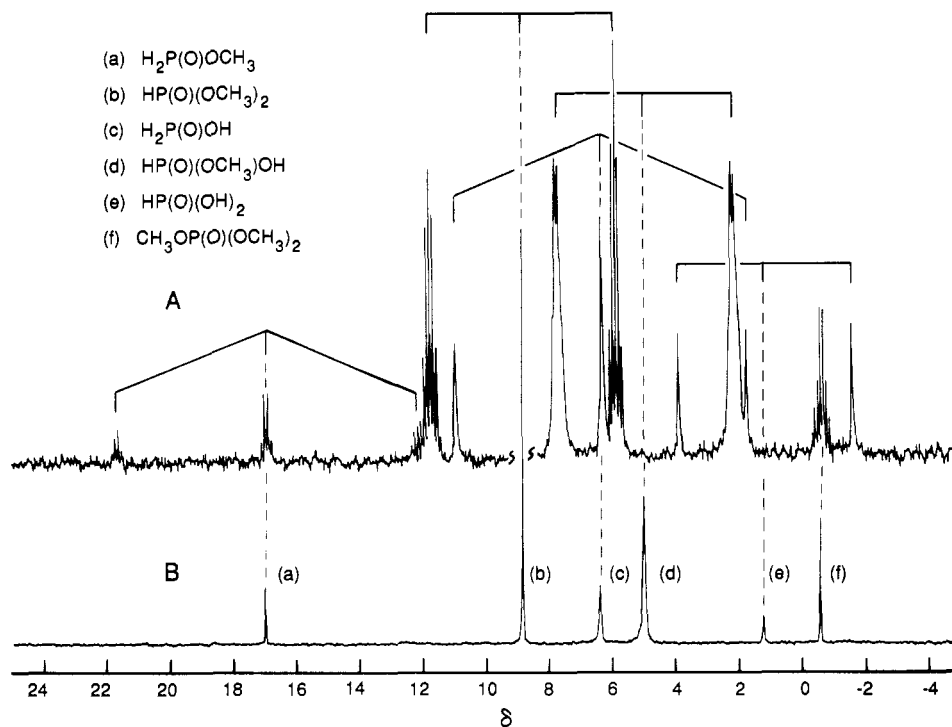 (a) H₂P(O)OCH₃
(b) HP(O)(OCH₃)₂
(c) H₂P(O)OH
(d) HP(O)(OCH₃)OH
(e) HP(O)(OH)₂
(f) CH₃OP(O)(OCH₃)₂
A
B
(a) (b) (c) (d) (e) (f)
24 22 20 18 16 14 12 10 8 6 4 2 0 -2 -4
δ